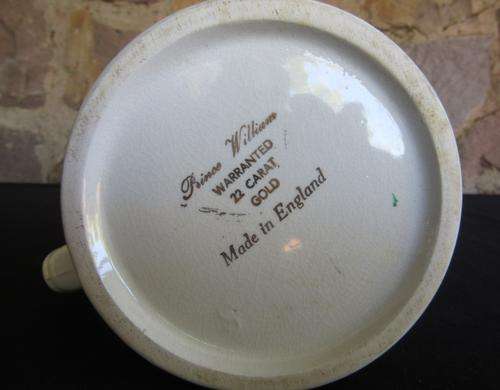 Prince William
WARRANTED
22 CARAT
GOLD
Made in England